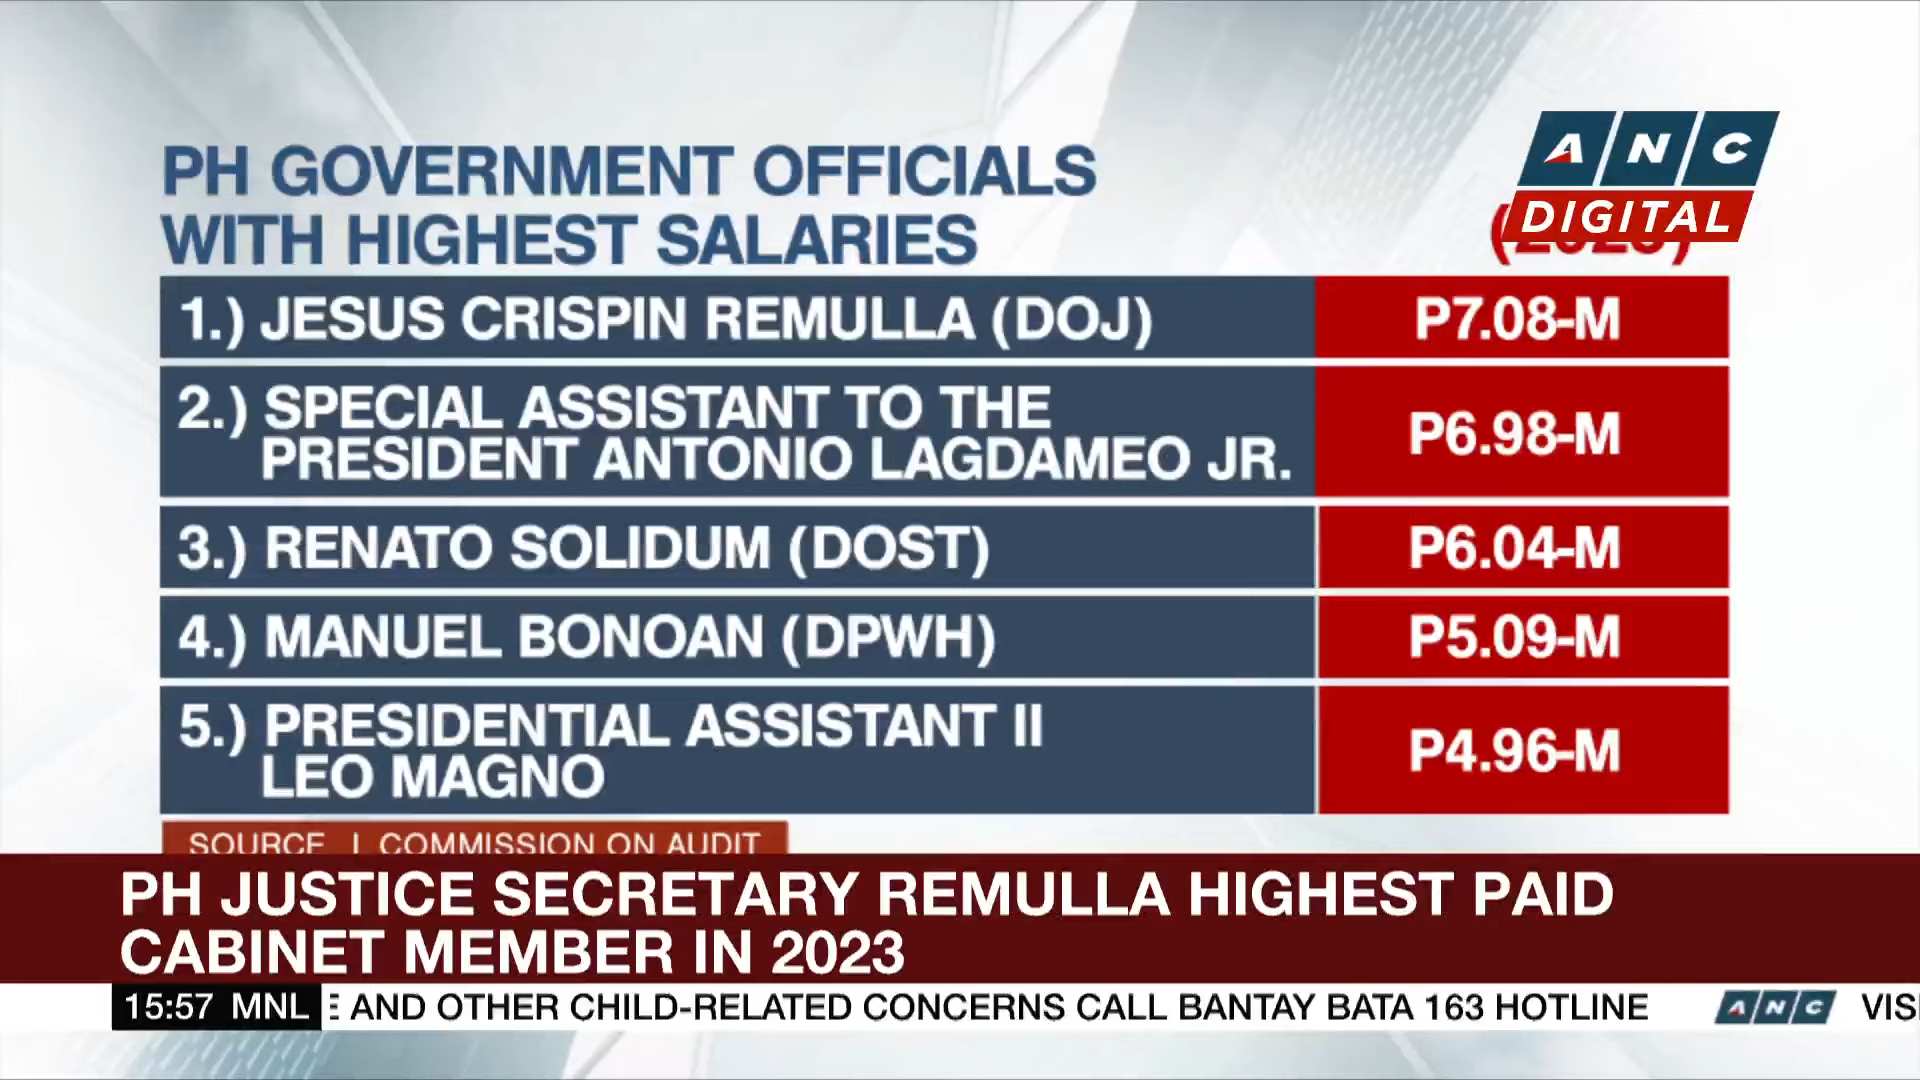 ANC
DIGITAL
PH GOVERNMENT OFFICIALS
WITH HIGHEST SALARIES
1.) JESUS CRISPIN REMULLA (DOJ) P7.08-M
2.) SPECIAL ASSISTANT TO THE
PRESIDENT ANTONIO LAGDAMEO JR. P6.98-M
3.) RENATO SOLIDUM (DOST) P6.04-M
4.) MANUEL BONOAN (DPWH) P5.09-M
5.) PRESIDENTIAL ASSISTANT II
LEO MAGNO P4.96-M
SOURCE | COMMISSION ON AUDIT
PH JUSTICE SECRETARY REMULLA HIGHEST PAID
CABINET MEMBER IN 2023
15:57 MNL AND OTHER CHILD-RELATED CONCERNS CALL BANTAY BATA 163 HOTLINE ANC VIS